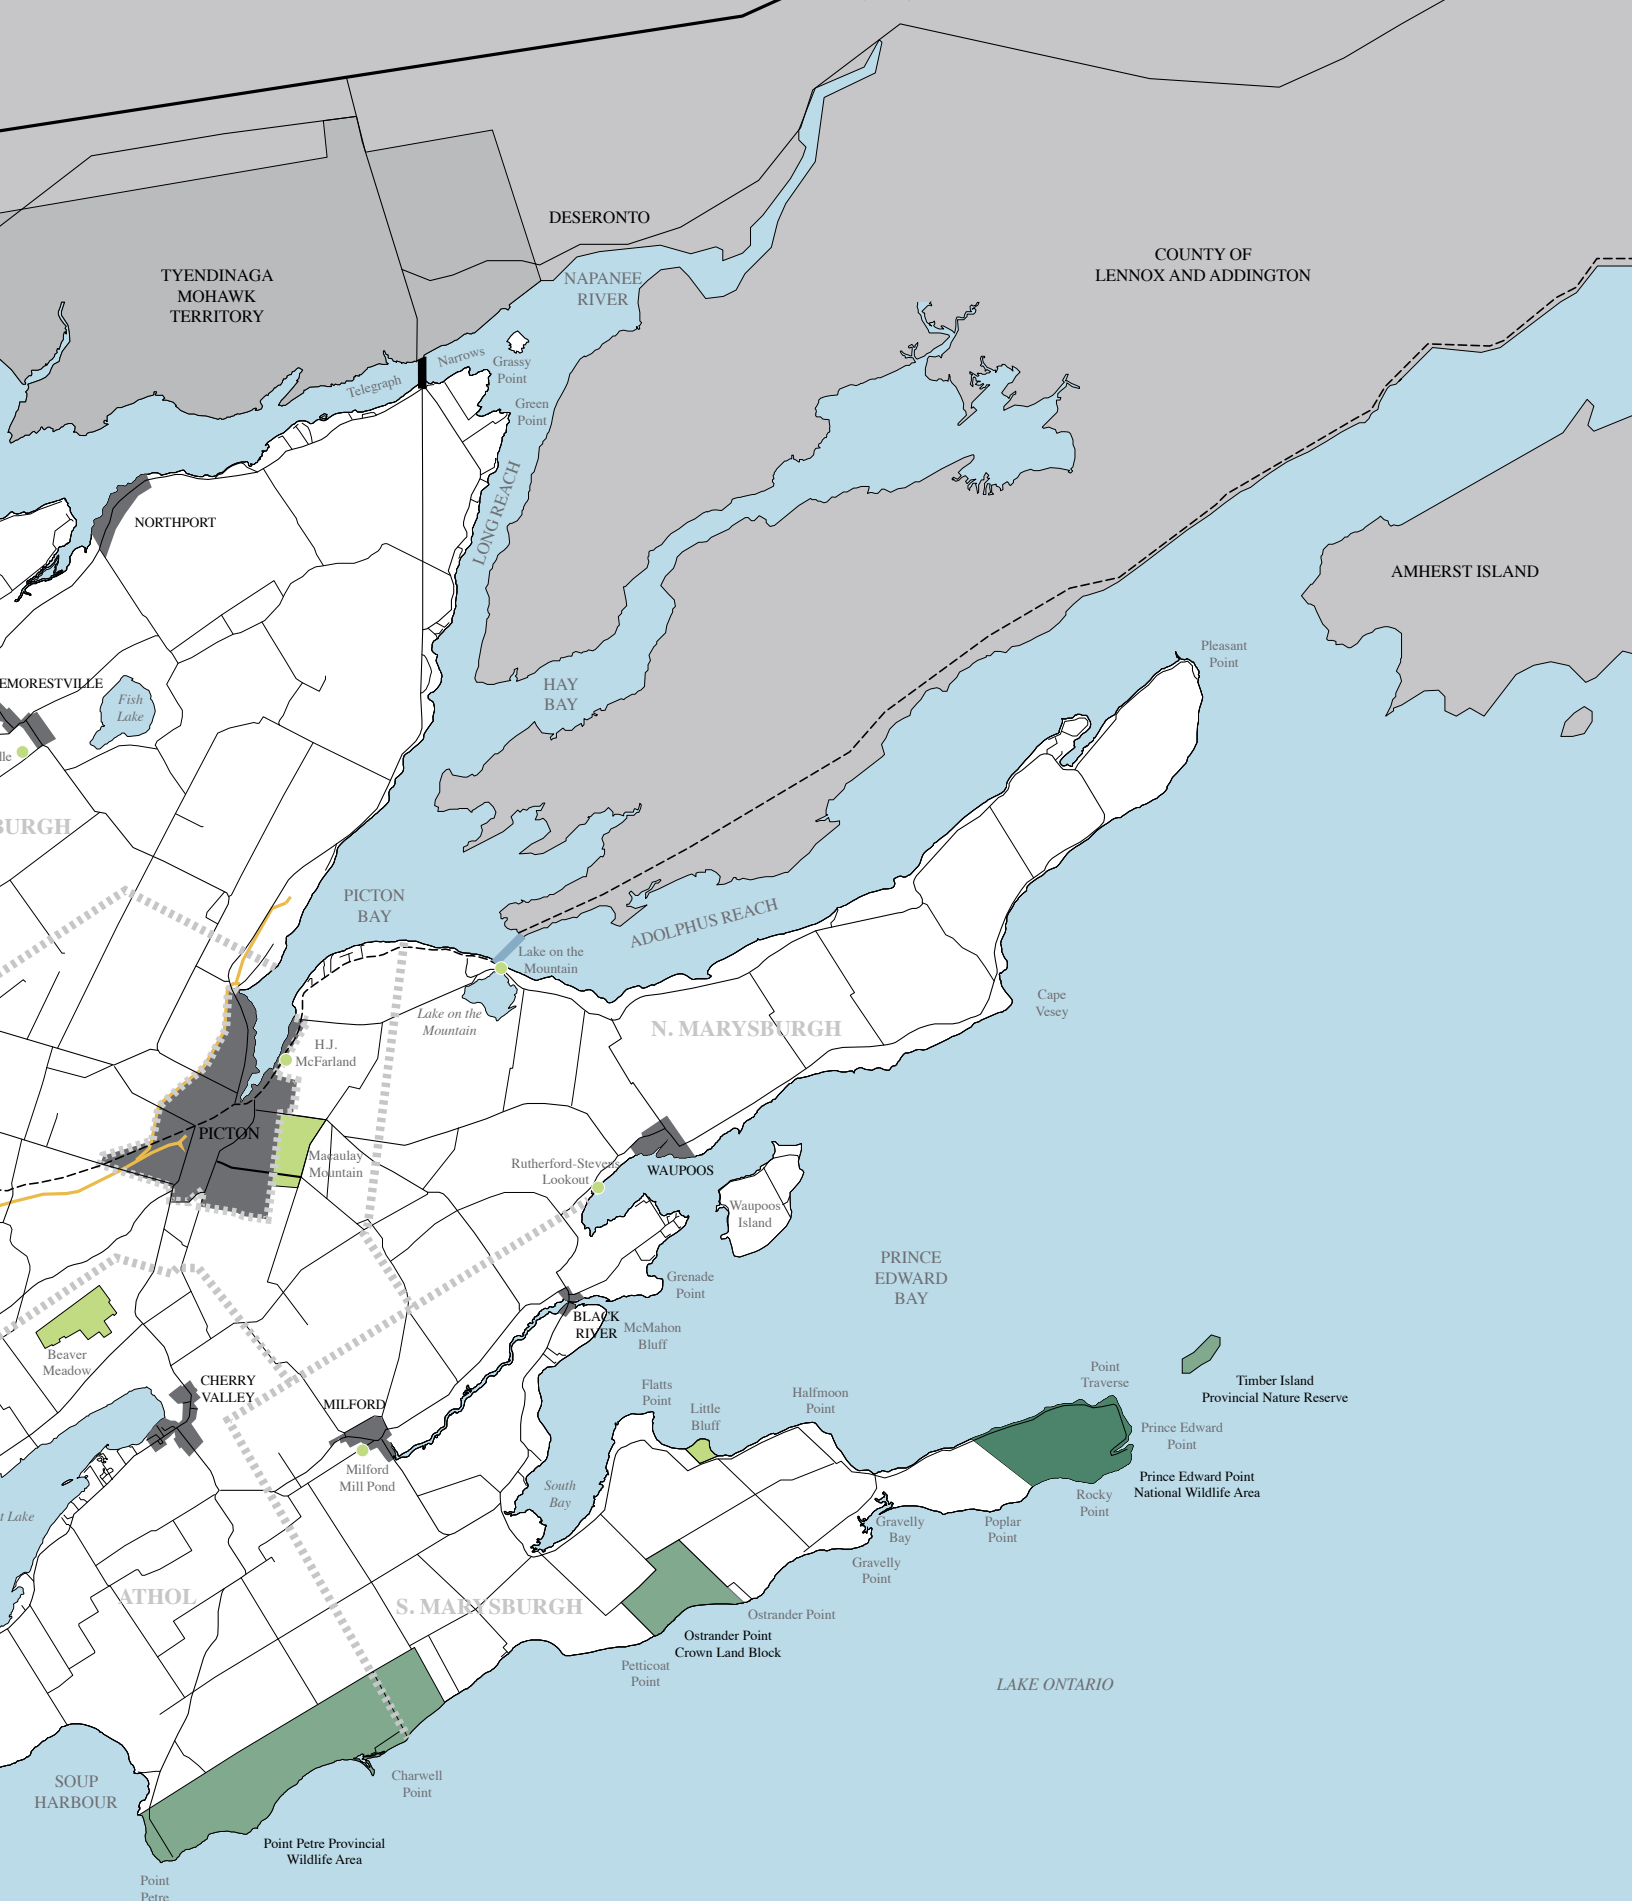 DESERONTO
COUNTY OF
LENNOX AND ADDINGTON
TYENDINAGA
MOHAWK
TERRITORY
NAPANEE
RIVER
Telegraph
Narrows
Grassy
Point
Green
Point
LONG REACH
NORTHPORT
AMHERST ISLAND
Pleasant
Point
EMORESTVILLE
Fish
Lake
HAY
BAY
lle
BURGH
PICTON
BAY
ADOLPHUS REACH
Lake on the
Mountain
Lake on the
Mountain
N. MARYSBURGH
Cape
Vesey
H.J.
McFarland
PICTON
Macaulay
Mountain
Rutherford-Stevens
Lookout
WAUPOOS
Waupoos
Island
PRINCE
EDWARD
BAY
Grenade
Point
BLACK
RIVER
McMahon
Bluff
Beaver
Meadow
CHERRY
VALLEY
MILFORD
Milford
Mill Pond
Flatts
Point
Little
Bluff
Halfmoon
Point
Point
Traverse
Timber Island
Provincial Nature Reserve
Prince Edward
Point
Prince Edward Point
National Wildlife Area
Rocky
Point
Poplar
Point
Gravelly
Bay
Gravelly
Point
South
Bay
t Lake
ATHOL
S. MARYSBURGH
Ostrander Point
Ostrander Point
Crown Land Block
Petticoat
Point
LAKE ONTARIO
SOUP
HARBOUR
Charwell
Point
Point Petre Provincial
Wildlife Area
Point
Petre